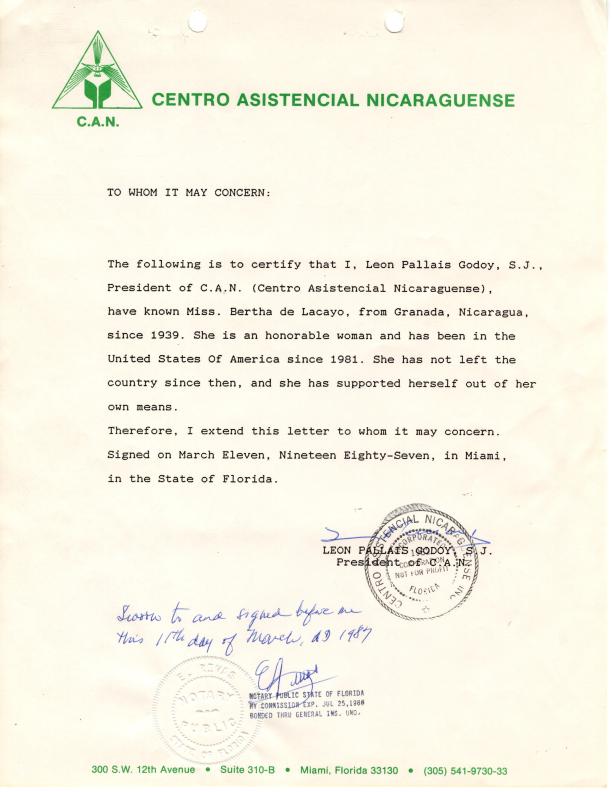 C.A.N.
CENTRO ASISTENCIAL NICARAGUENSE
TO WHOM IT MAY CONCERN:
The following is to certify that I, Leon Pallais Godoy, S.J.,
President of C.A.N. (Centro Asistencial Nicaraguense),
have known Miss. Bertha de Lacayo, from Granada, Nicaragua,
since 1939. She is an honorable woman and has been in the
United States Of America since 1981. She has not left the
country since then, and she has supported herself out of her
own means.
Therefore, I extend this letter to whom it may concern.
Signed on March Eleven, Nineteen Eighty-Seven, in Miami,
in the State of Florida.
LEON PALLAIS GODOY, S.J.
President of C.A.N.
CENTRO ASISTENCIAL NICARAGUENSE INC
INCORPORATED
CORPORATION
NOT FOR PROFIT
FLORIDA
Sworn to and signed before me
this 11th day of March, AD 1987
NOTARY
PUBLIC
STATE OF FLORIDA
NOTARY PUBLIC STATE OF FLORIDA
MY COMMISSION EXP. JUL 25,1988
BONDED THRU GENERAL INS. UND.
300 S.W. 12th Avenue • Suite 310-B • Miami, Florida 33130 • (305) 541-9730-33